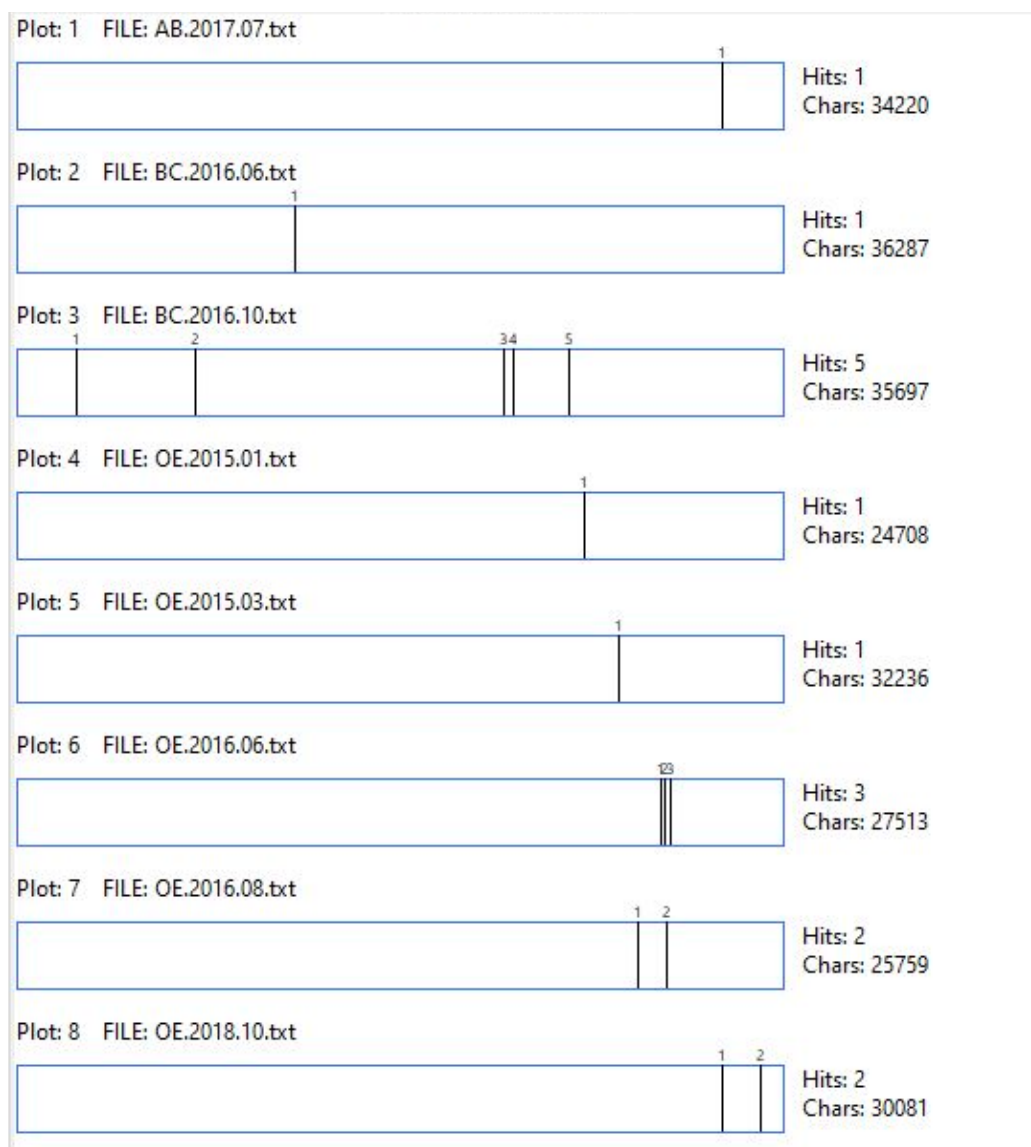 Plot: 1 FILE: AB.2017.07.txt
1
Hits: 1
Chars: 34220
Plot: 2 FILE: BC.2016.06.txt
1
Hits: 1
Chars: 36287
Plot: 3 FILE: BC.2016.10.txt
1 2 3 4 5
Hits: 5
Chars: 35697
Plot: 4 FILE: OE.2015.01.txt
1
Hits: 1
Chars: 24708
Plot: 5 FILE: OE.2015.03.txt
1
Hits: 1
Chars: 32236
Plot: 6 FILE: OE.2016.06.txt
1 2 3
Hits: 3
Chars: 27513
Plot: 7 FILE: OE.2016.08.txt
1 2
Hits: 2
Chars: 25759
Plot: 8 FILE: OE.2018.10.txt
1 2
Hits: 2
Chars: 30081